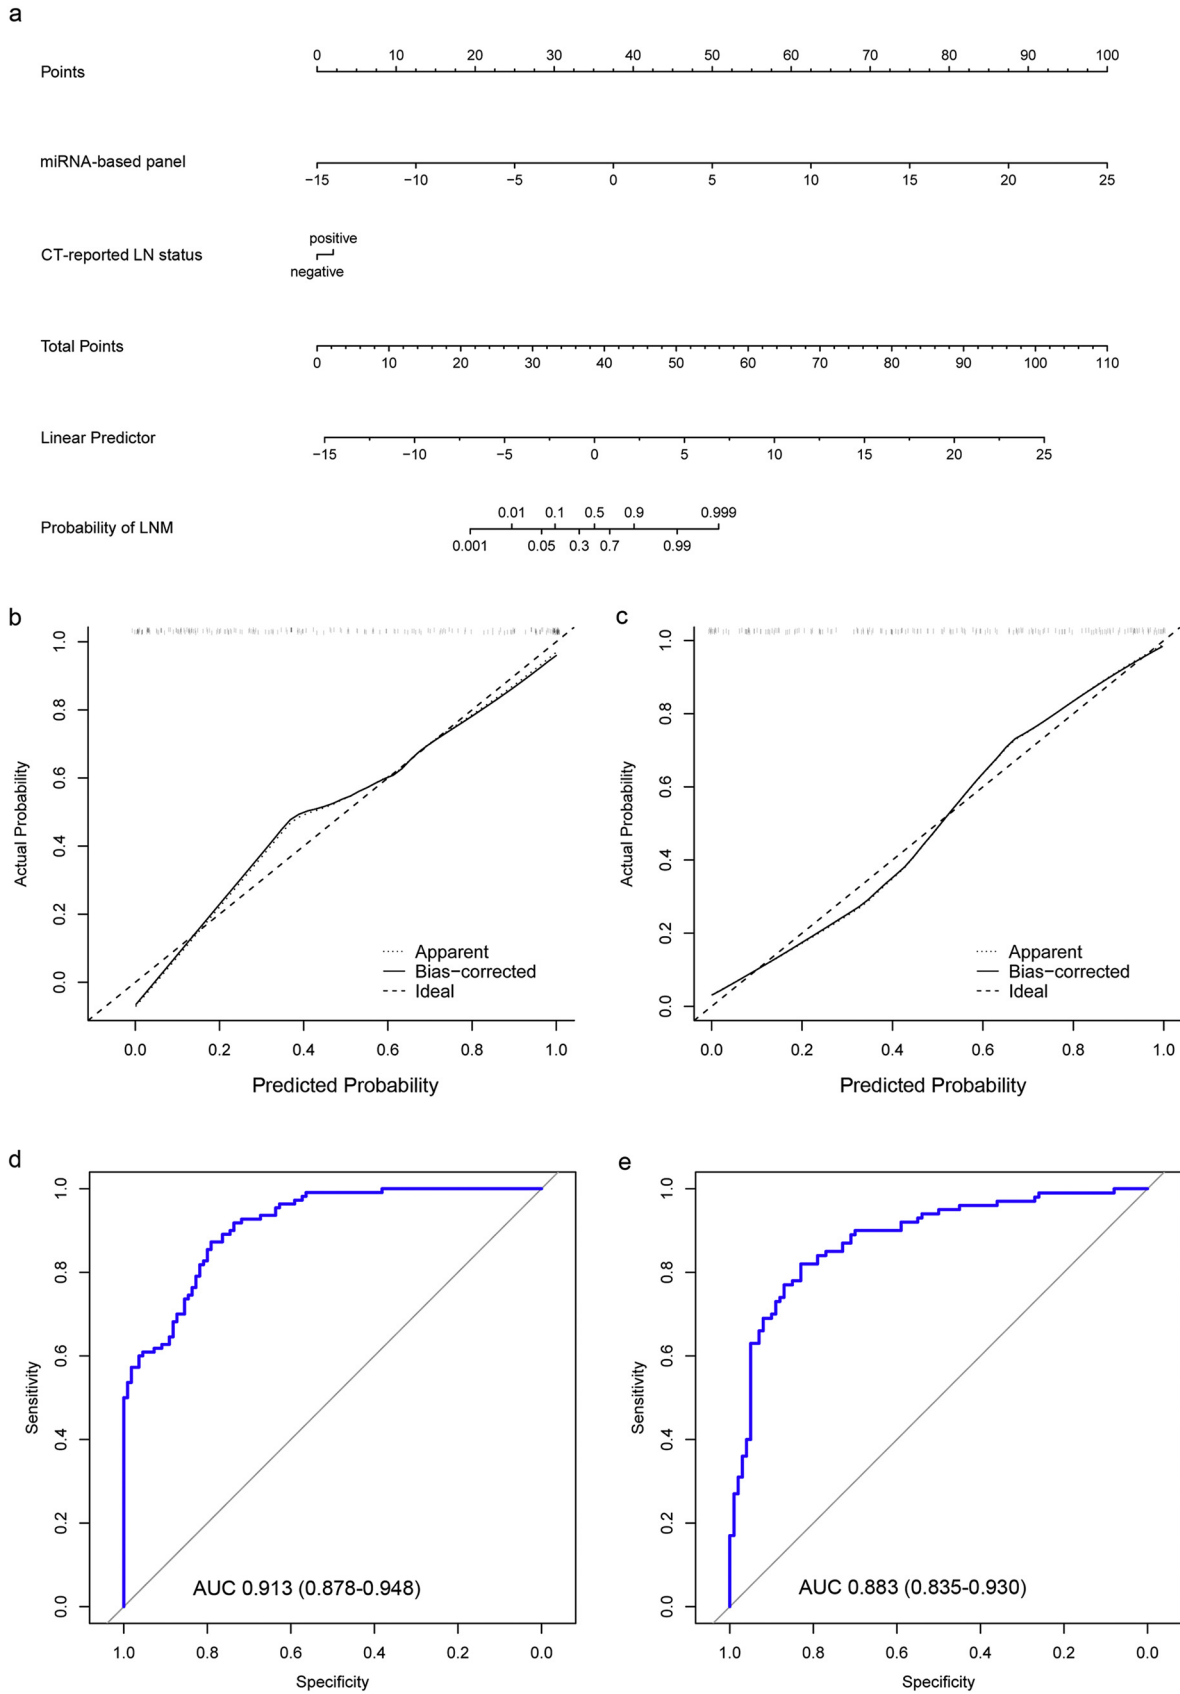 a
0 10 20 30 40 50 60 70 80 90 100
Points
miRNA-based panel
−15 −10 −5 0 5 10 15 20 25
positive
CT-reported LN status
negative
Total Points
0 10 20 30 40 50 60 70 80 90 100 110
Linear Predictor
−15 −10 −5 0 5 10 15 20 25
0.01 0.1 0.5 0.9 0.999
Probability of LNM
0.001 0.05 0.3 0.7 0.99
b
Actual Probability
1.0
0.8
0.6
0.4
0.2
0.0
Apparent
Bias−corrected
Ideal
0.0 0.2 0.4 0.6 0.8 1.0
Predicted Probability
c
Actual Probability
1.0
0.8
0.6
0.4
0.2
0.0
Apparent
Bias−corrected
Ideal
0.0 0.2 0.4 0.6 0.8 1.0
Predicted Probability
d
Sensitivity
1.0
0.8
0.6
0.4
0.2
0.0
AUC 0.913 (0.878-0.948)
1.0 0.8 0.6 0.4 0.2 0.0
Specificity
e
Sensitivity
1.0
0.8
0.6
0.4
0.2
0.0
AUC 0.883 (0.835-0.930)
1.0 0.8 0.6 0.4 0.2 0.0
Specificity